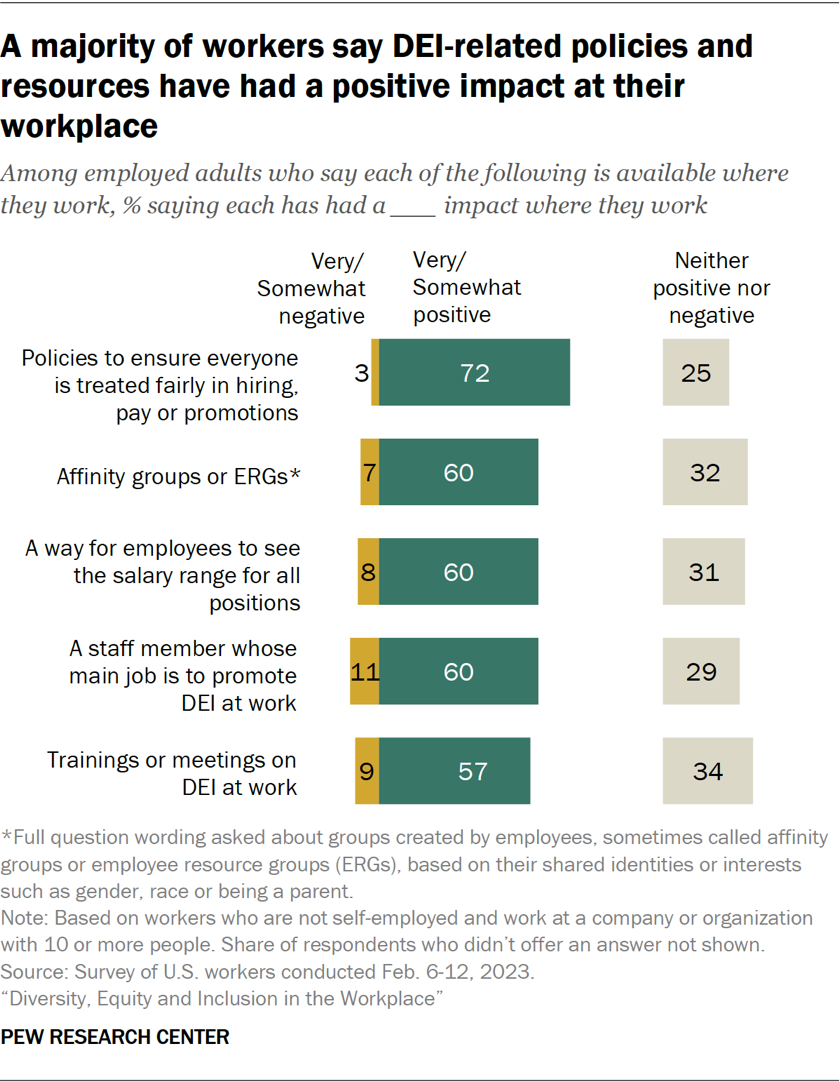 A majority of workers say DEI-related policies and
resources have had a positive impact at their
workplace
Among employed adults who say each of the following is available where
they work, % saying each has had a ___ impact where they work
Very/
Somewhat
negative
Very/
Somewhat
positive
Neither
positive nor
negative
Policies to ensure everyone
is treated fairly in hiring,
pay or promotions
3 72 25
Affinity groups or ERGs*
7 60 32
A way for employees to see
the salary range for all
positions
8 60 31
A staff member whose
main job is to promote
DEI at work
11 60 29
Trainings or meetings on
DEI at work
9 57 34
*Full question wording asked about groups created by employees, sometimes called affinity
groups or employee resource groups (ERGs), based on their shared identities or interests
such as gender, race or being a parent.
Note: Based on workers who are not self-employed and work at a company or organization
with 10 or more people. Share of respondents who didn’t offer an answer not shown.
Source: Survey of U.S. workers conducted Feb. 6-12, 2023.
“Diversity, Equity and Inclusion in the Workplace”
PEW RESEARCH CENTER